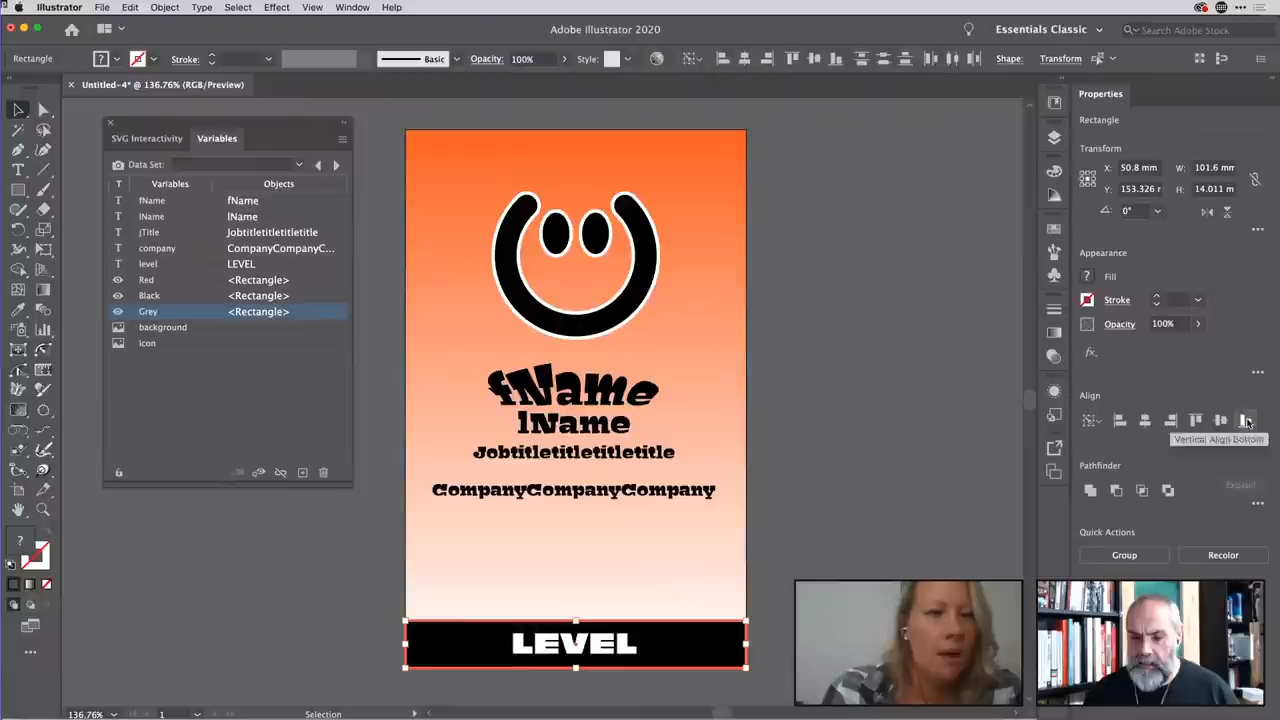 Illustrator File Edit Object Type Select Effect View Window Help
Adobe Illustrator 2020
Essentials Classic
Search Adobe Stock
Rectangle
Stroke:
Basic
Opacity: 100%
Style:
Shape:
Transform
Untitled-4* @ 136.76% (RGB/Preview)
SVG Interactivity
Variables
Data Set:
T Variables Objects
T fName fName
T lName lName
T jTitle Jobtitletitletitle
T company CompanyCompanyC...
T level LEVEL
Red <Rectangle>
Black <Rectangle>
Grey <Rectangle>
background
Icon
fName
lName
Jobtitletitletitletitle
CompanyCompanyCompany
LEVEL
Properties
Rectangle
Transform
X: 50.8 mm W: 101.6 mm
Y: 153.326 r H: 14.011 m
0°
Appearance
? Fill
Stroke
Opacity 100%
fx.
Align
Vertical Align Bottom
Pathfinder
Expand
Quick Actions
Group
Recolor
?
136.76%
1
Selection